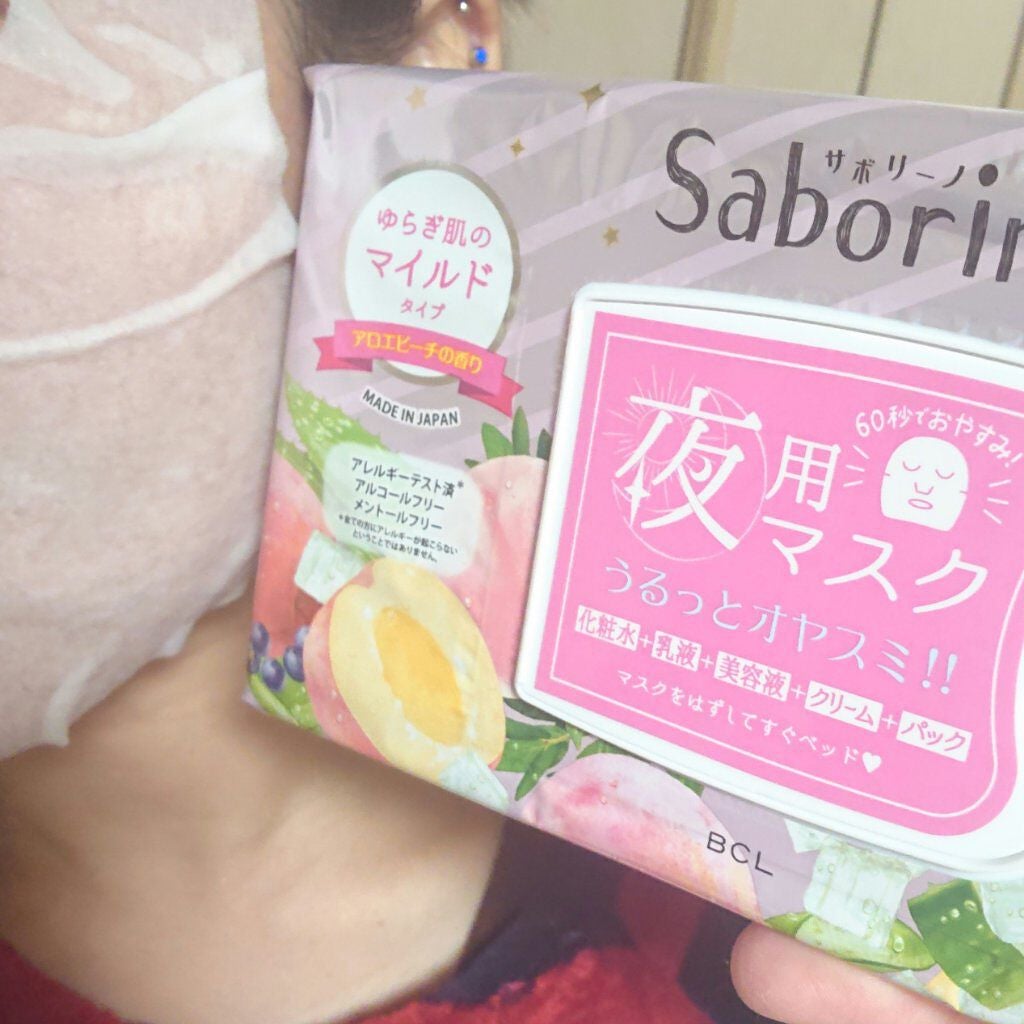 サボリーノ
Saborin
ゆらぎ肌の
マイルド
タイプ
アロエピーチの香り
MADE IN JAPAN
アレルギーテスト済*
アルコールフリー
メントールフリー
*全ての方にアレルギーが起こらない
ということではありません。
60秒でおやすみ!
夜用
マスク
うるっとオヤスミ!!
化粧水+乳液+美容液+クリーム+パック
マスクをはずしてすぐベッド♥
BCL